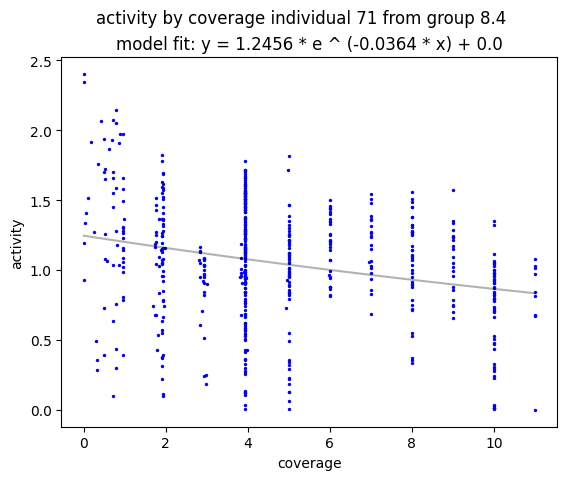 activity by coverage individual 71 from group 8.4
model fit: y = 1.2456 * e ^ (-0.0364 * x) + 0.0
2.5
2.0
1.5
1.0
0.5
0.0
activity
0 2 4 6 8 10
coverage